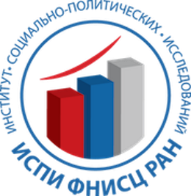 ИНСТИТУТ СОЦИАЛЬНО-ПОЛИТИЧЕСКИХ ИССЛЕДОВАНИЙ
ИСПИ ФНИСЦ РАН